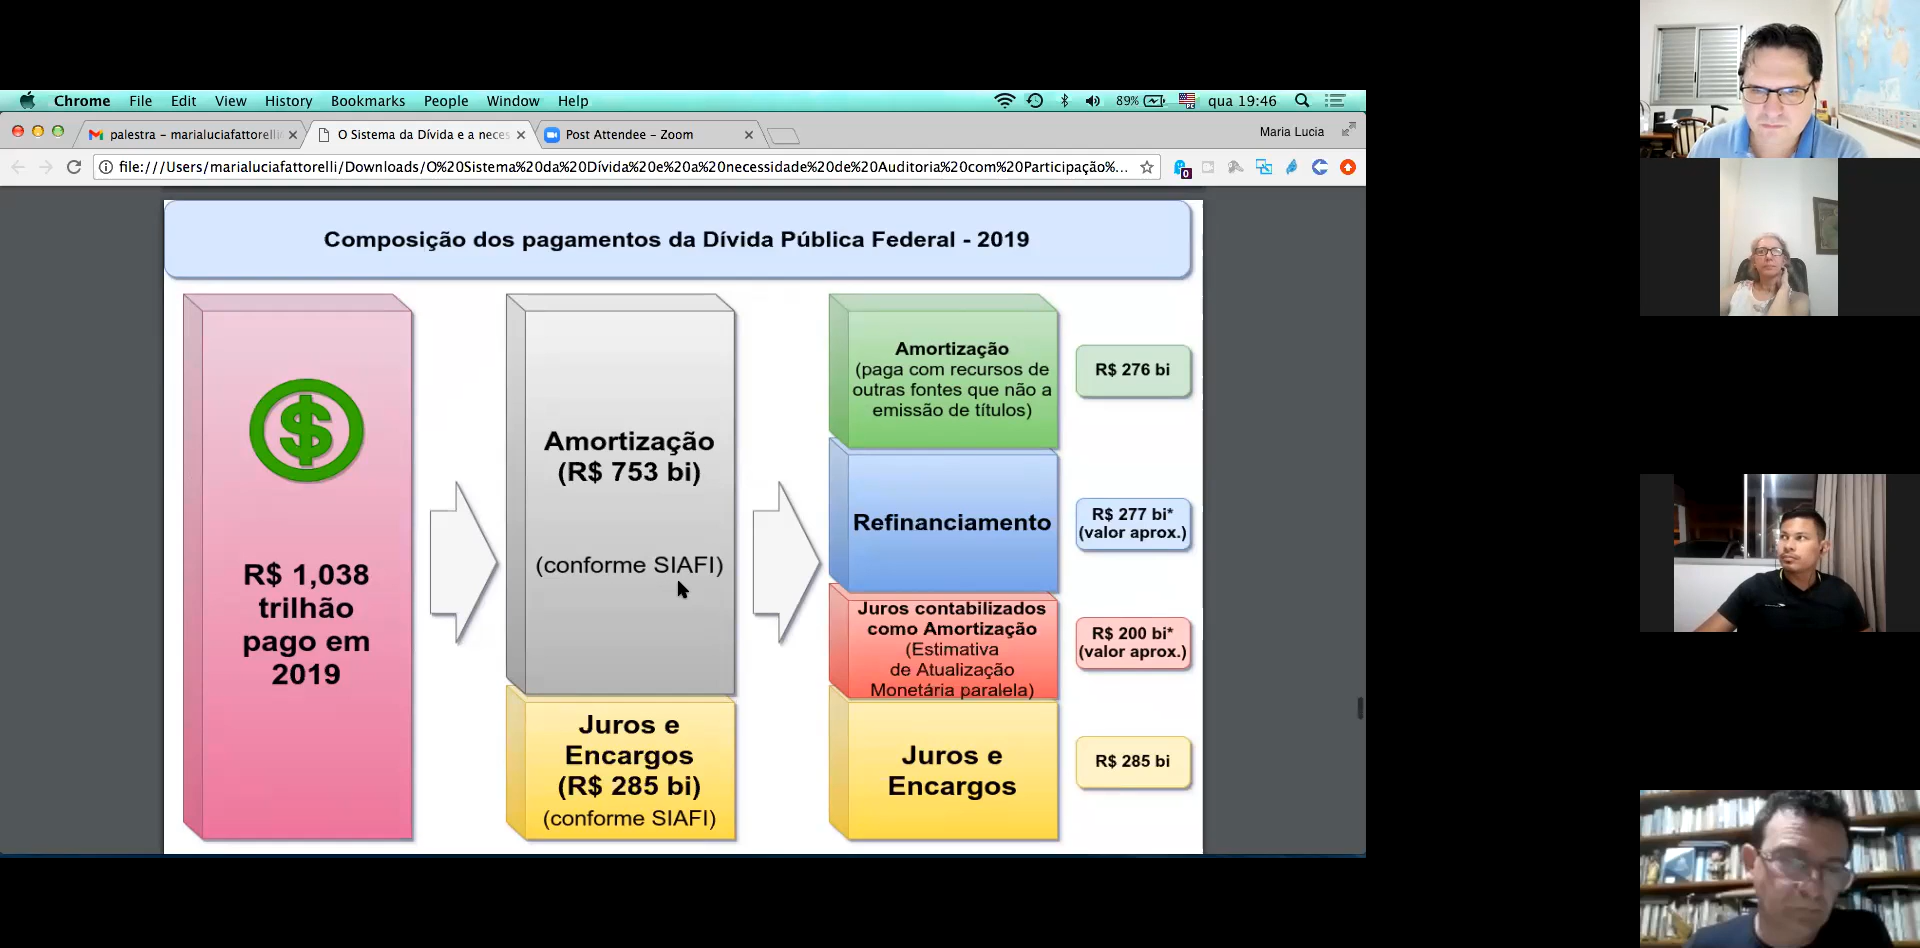 Chrome File Edit View History Bookmarks People Window Help 89% qua 19:46
palestra - marialuciafattorelli
O Sistema da Dívida e a neces
Post Attendee - Zoom
Maria Lucia
file:///Users/marialuciafattorelli/Downloads/O%20Sistema%20da%20Dívida%20e%20a%20necessidade%20de%20Auditoria%20com%20Participação%...
0
Composição dos pagamentos da Dívida Pública Federal - 2019
$
R$ 1,038
trilhão
pago em
2019
Amortização
(R$ 753 bi)
(conforme SIAFI)
Juros e
Encargos
(R$ 285 bi)
(conforme SIAFI)
Amortização
(paga com recursos de
outras fontes que não a
emissão de títulos)
R$ 276 bi
Refinanciamento
R$ 277 bi*
(valor aprox.)
Juros contabilizados
como Amortização
(Estimativa
de Atualização
Monetária paralela)
R$ 200 bi*
(valor aprox.)
Juros e
Encargos
R$ 285 bi